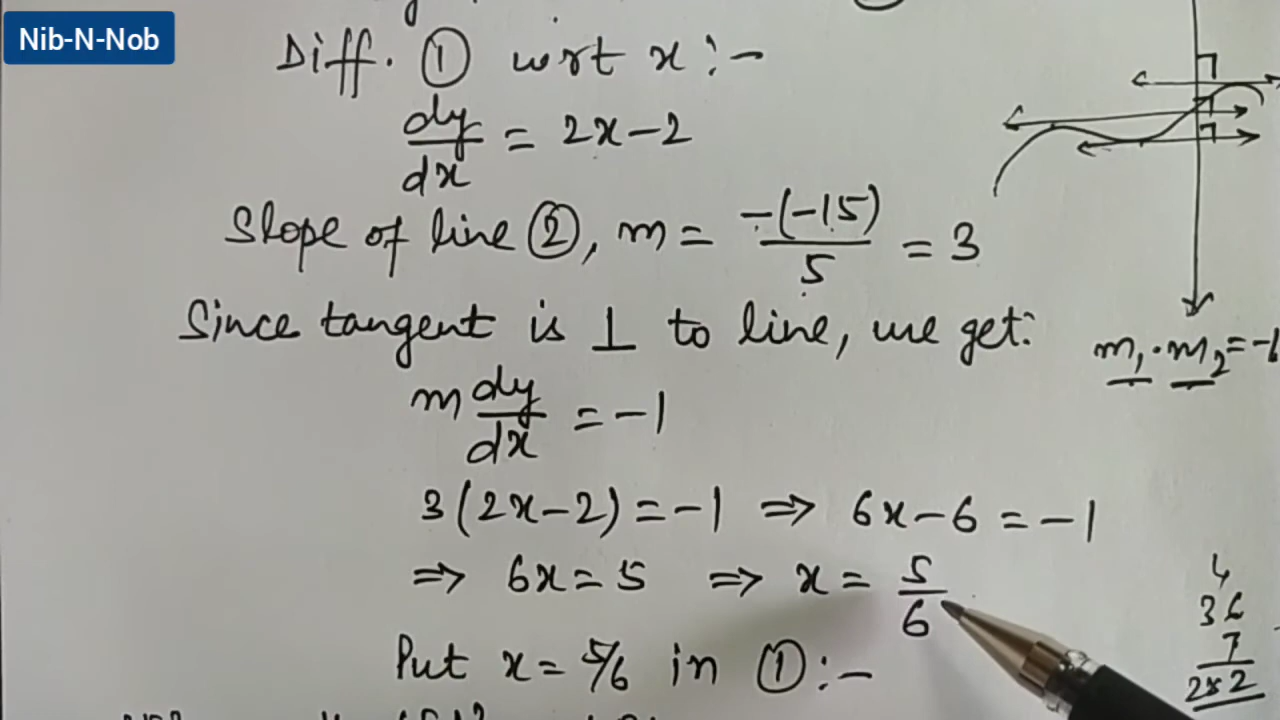 Nib-N-Nob
Diff. ① wrt x :-
dy/dx = 2x-2
Slope of line ②, m = -(-15)/5 = 3
Since tangent is ⊥ to line, we get:
m₁.m₂=-1
m dy/dx = -1
3(2x-2)=-1 ⇒ 6x-6=-1
⇒ 6x=5 ⇒ x=5/6
4
36
7
252
Put x=5/6 in ①:-